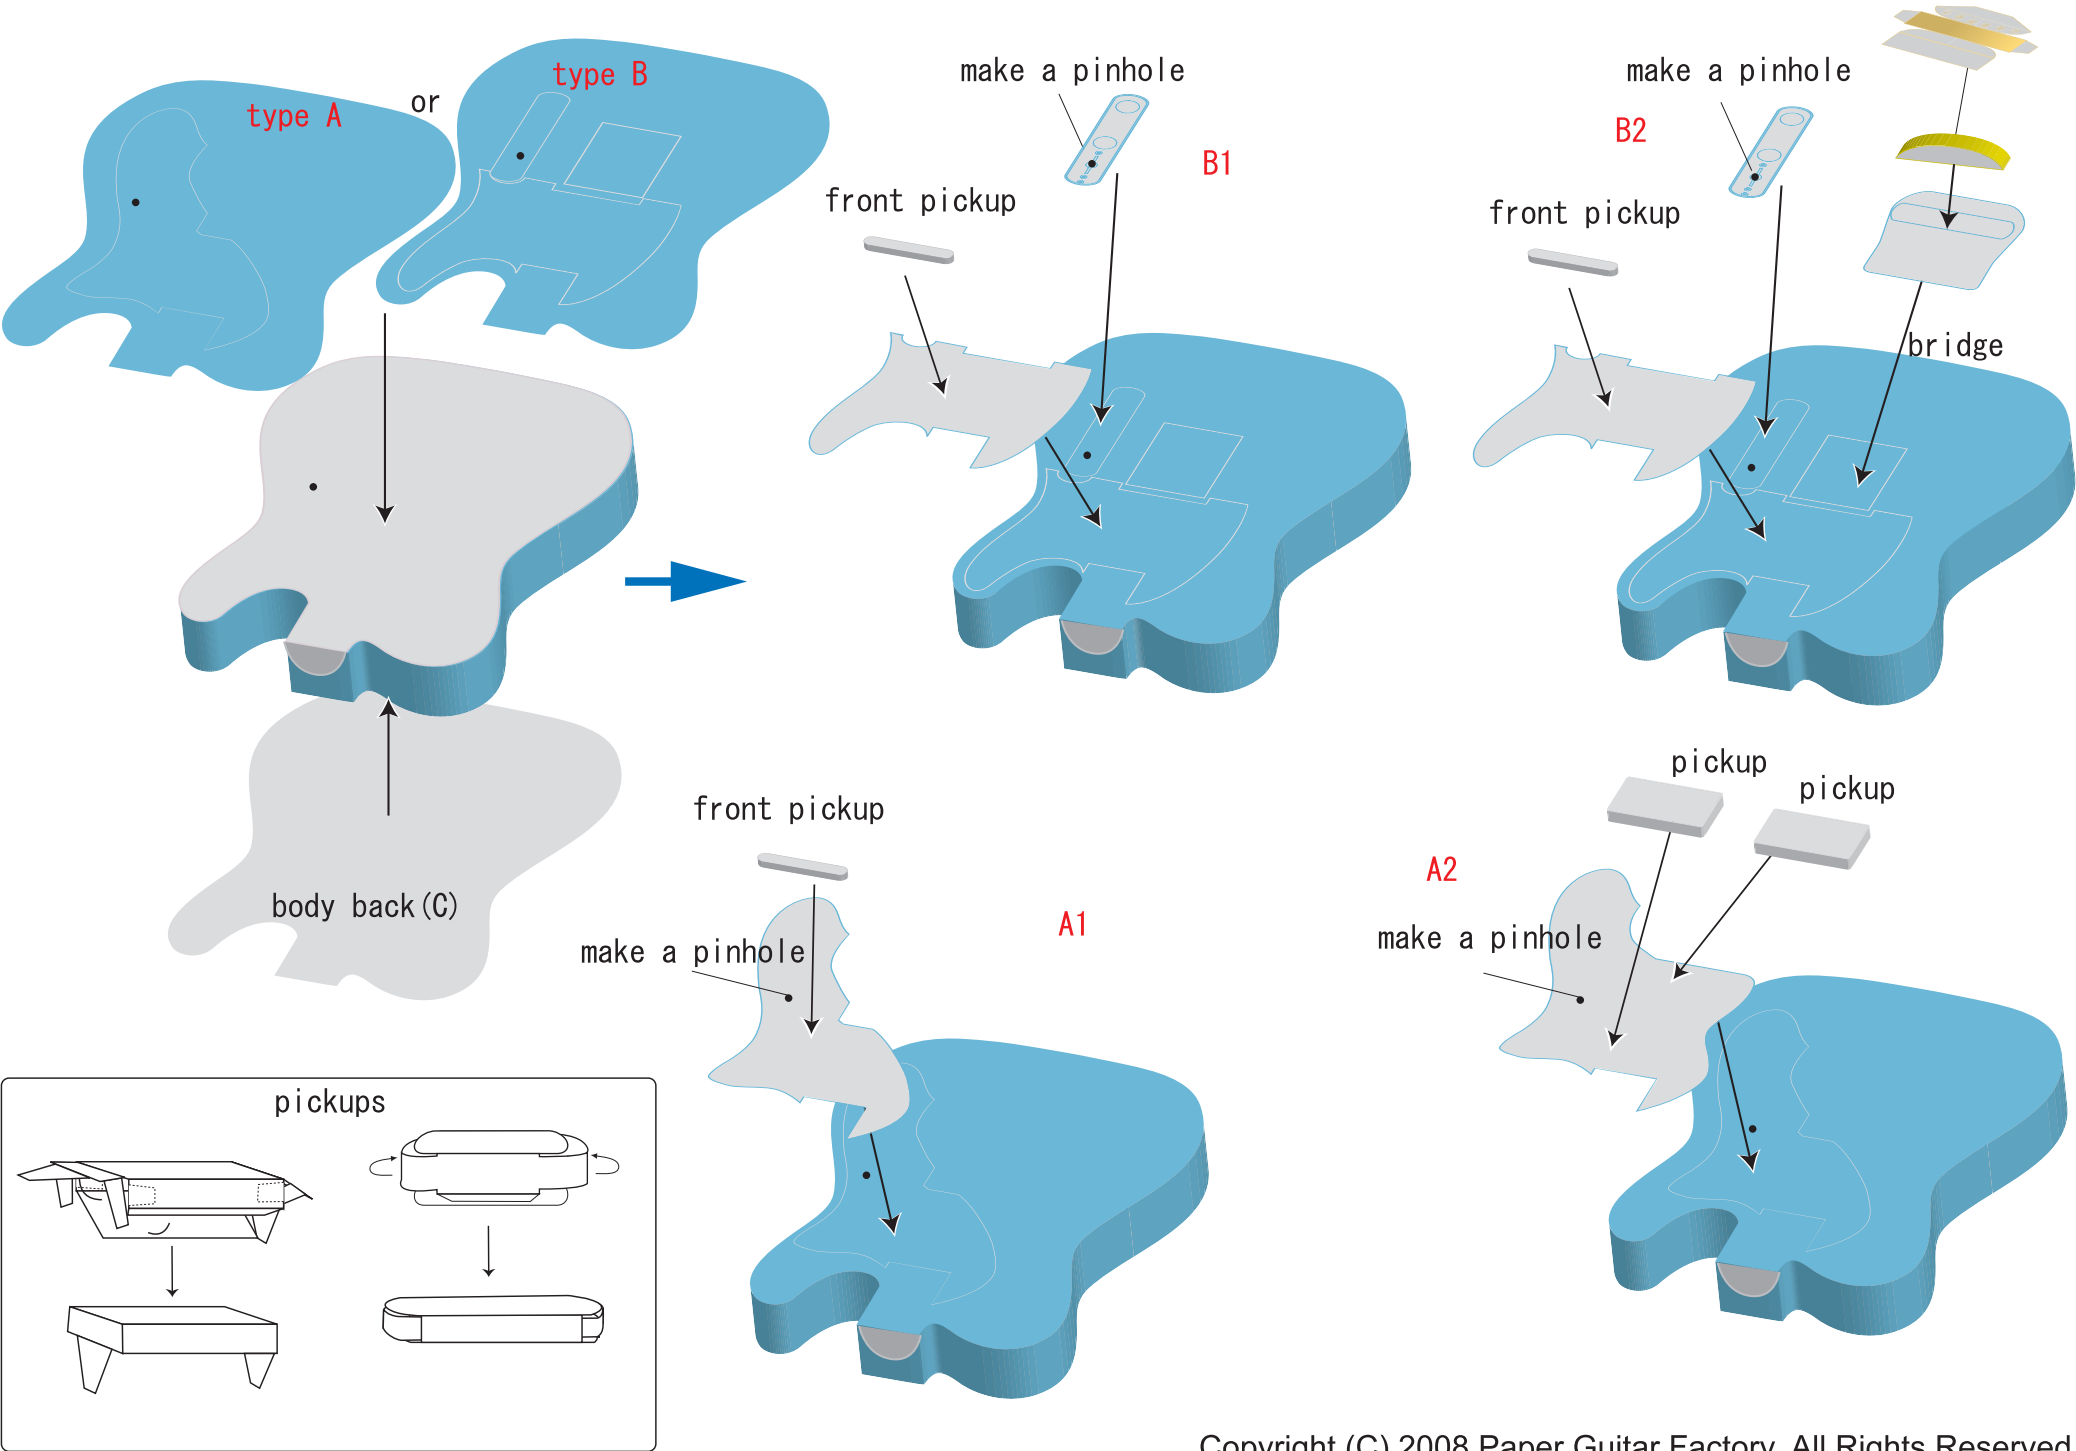 type A
or
type B
make a pinhole
B1
front pickup
make a pinhole
B2
front pickup
bridge
body back(C)
front pickup
A1
make a pinhole
pickup
pickup
A2
make a pinhole
pickups
Copyright (C) 2008 Paper Guitar Factory. All Rights Reserved.